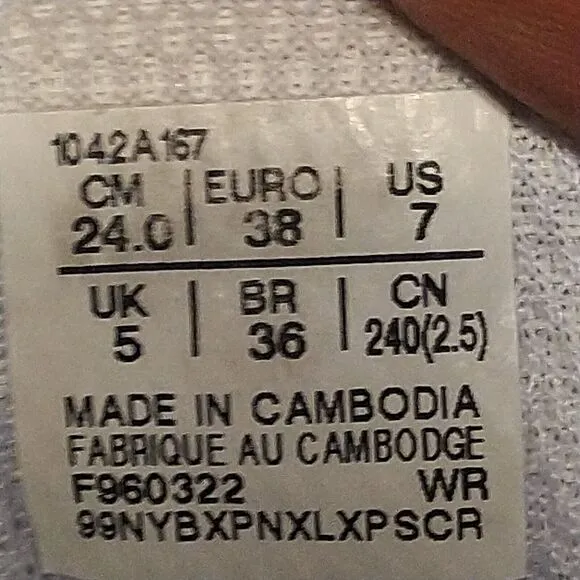 1042A167
CM | EURO | US
24.0 | 38 | 7
UK | BR | CN
5 | 36 | 240(2.5)
MADE IN CAMBODIA
FABRIQUE AU CAMBODGE
F960322 WR
99NYBXPNXLXPSCR